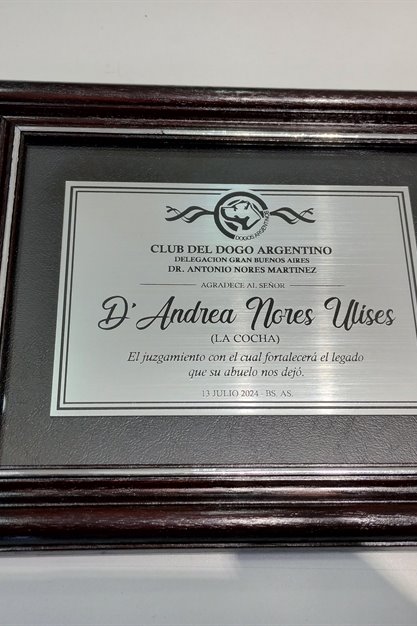 DOGOS ARGENTINOS
CLUB DEL DOGO ARGENTINO
DELEGACION GRAN BUENOS AIRES
DR. ANTONIO NORES MARTINEZ
AGRADECE AL SEÑOR
D' Andrea Nores Ulises
(LA COCHA)
El juzgamiento con el cual fortalecerá el legado
que su abuelo nos dejó.
13 JULIO 2024 - BS. AS.